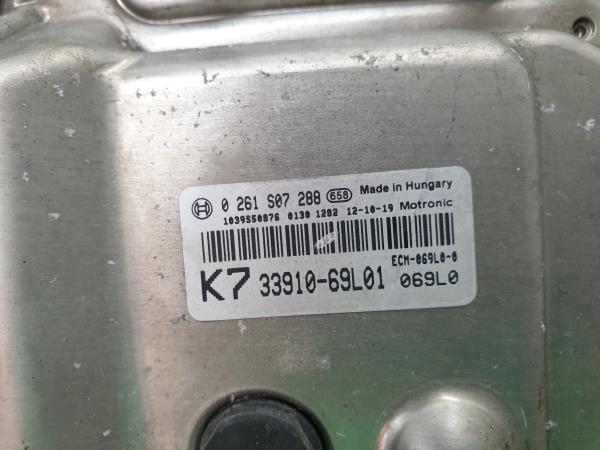 0 261 S07 288 658 Made in Hungary
1039S50876 0130 1282 12-10-19 Motronic
ECM-069L0-0
K7 33910-69L01 069L0